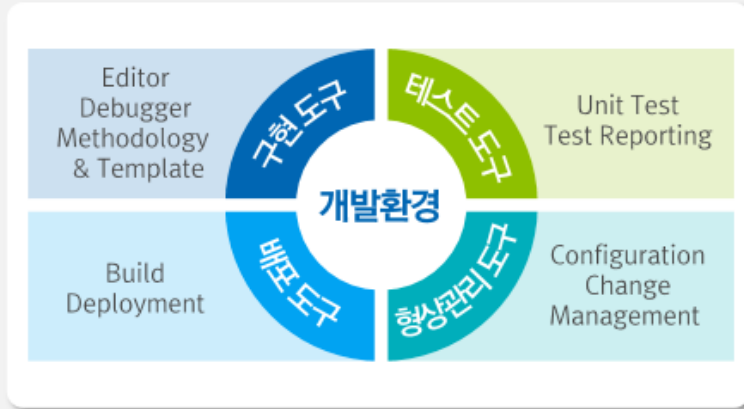 Editor
Debugger
Methodology
& Template
구현 도구
테스트 도구
Unit Test
Test Reporting
개발환경
Build
Deployment
배포 도구
형상관리 도구
Configuration
Change
Management